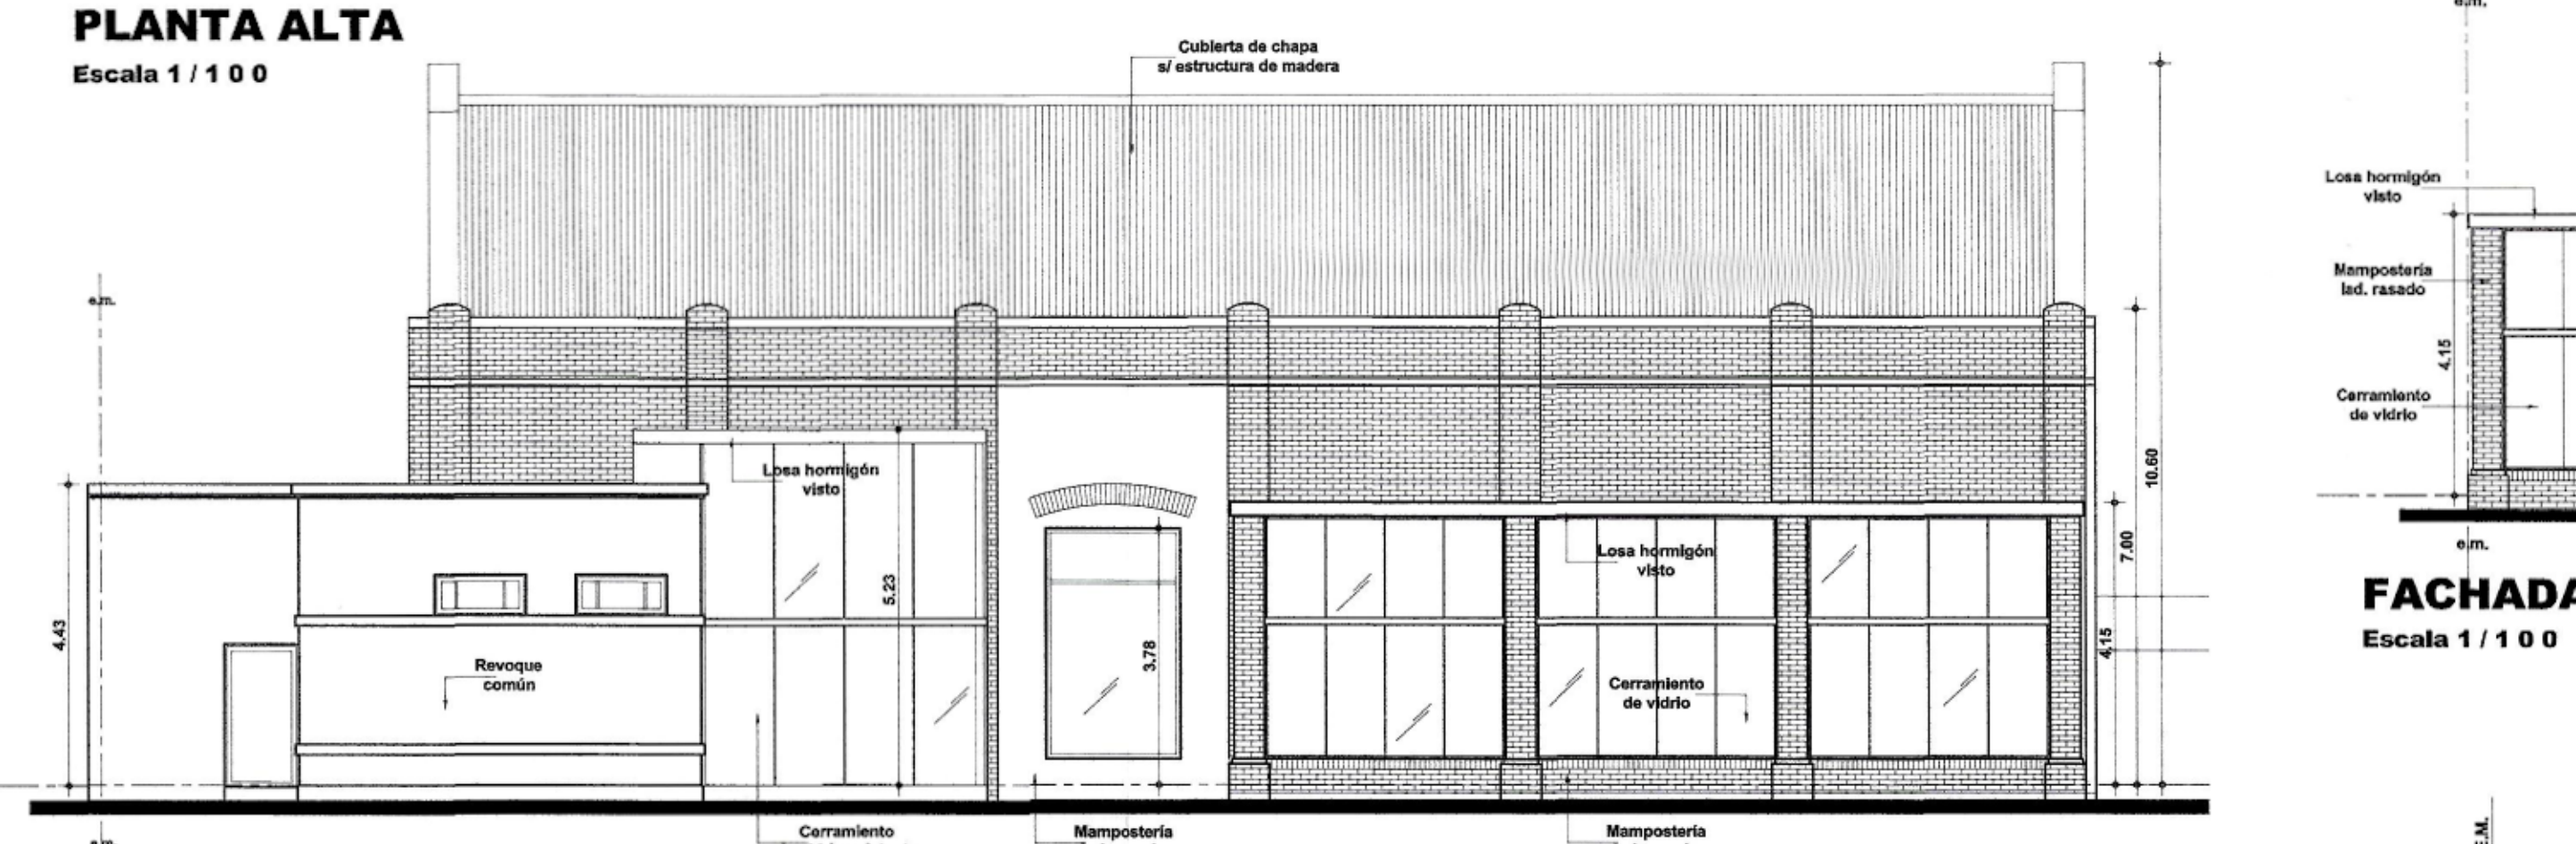 PLANTA ALTA
Escala 1 / 1 0 0
Cubierta de chapa
s/ estructura de madera
e.m.
e.m.
Losa hormigón
visto
Mampostería
lad. rasado
4.15
Cerramiento
de vidrio
e.m.
FACHADA
Escala 1 / 1 0 0
E.M.
Losa hormigón
visto
5.23
4.43
Revoque
común
3.78
Losa hormigón
visto
Cerramiento
de vidrio
10.60
7.00
4.15
Cerramiento
Mampostería
Mampostería
e.m.